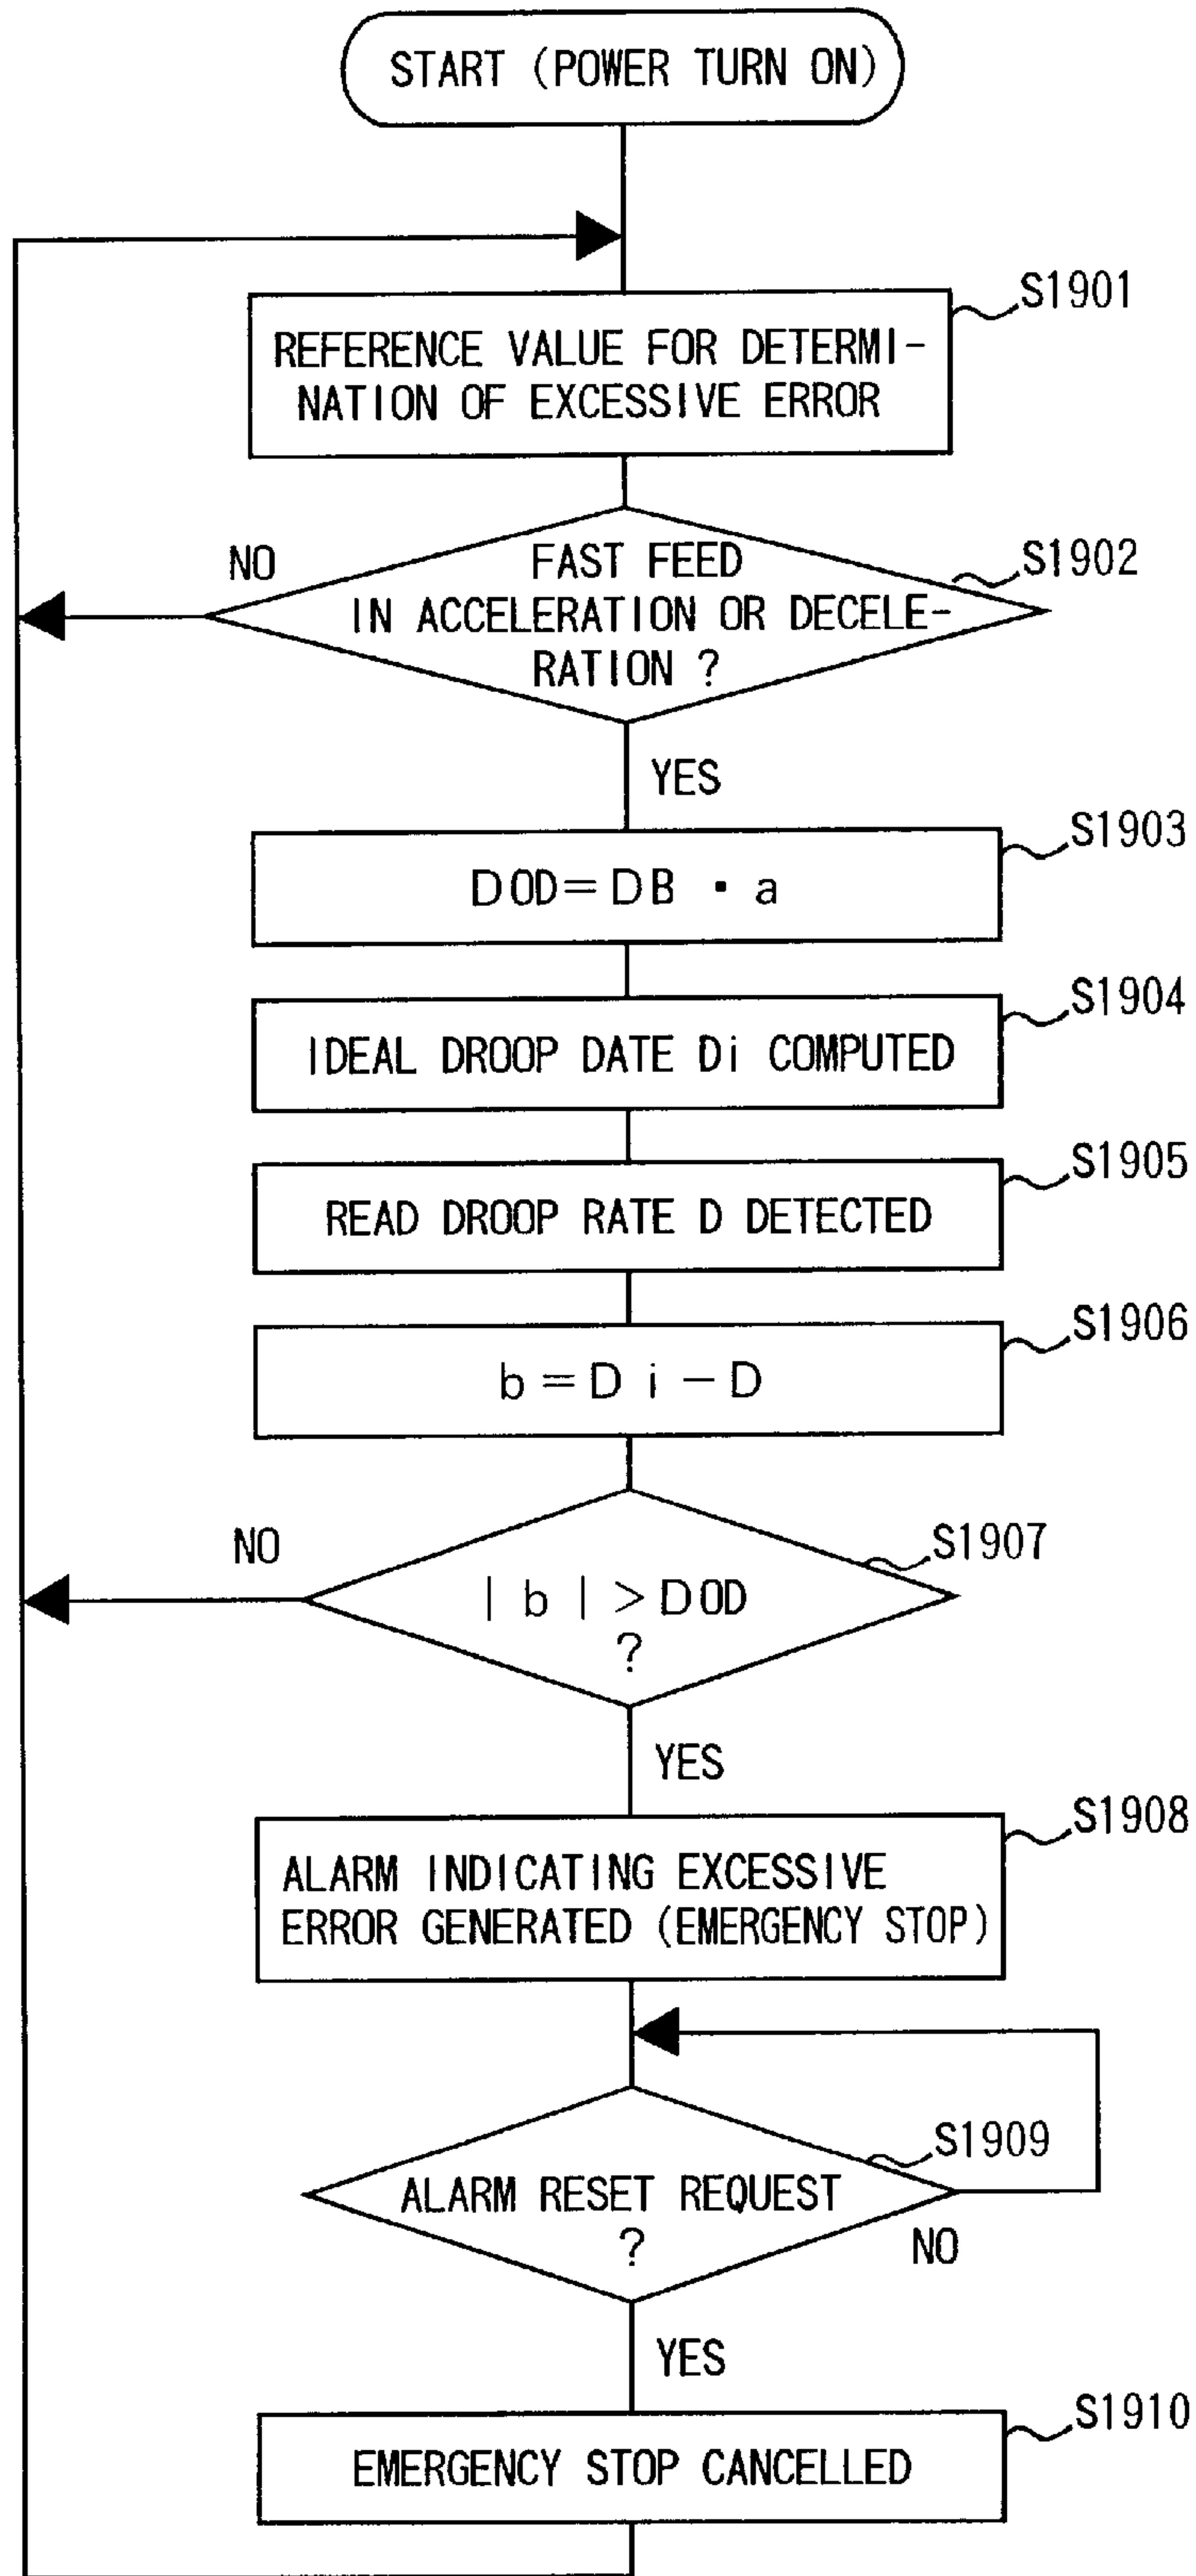 START (POWER TURN ON)
S1901
REFERENCE VALUE FOR DETERMI-
NATION OF EXCESSIVE ERROR
NO
S1902
FAST FEED
IN ACCELERATION OR DECELE-
RATION ?
YES
S1903
DOD=DB · a
S1904
IDEAL DROOP DATE Di COMPUTED
S1905
READ DROOP RATE D DETECTED
S1906
b=D i -D
NO
S1907
| b | >DOD
?
YES
S1908
ALARM INDICATING EXCESSIVE
ERROR GENERATED (EMERGENCY STOP)
S1909
ALARM RESET REQUEST
?
NO
YES
S1910
EMERGENCY STOP CANCELLED